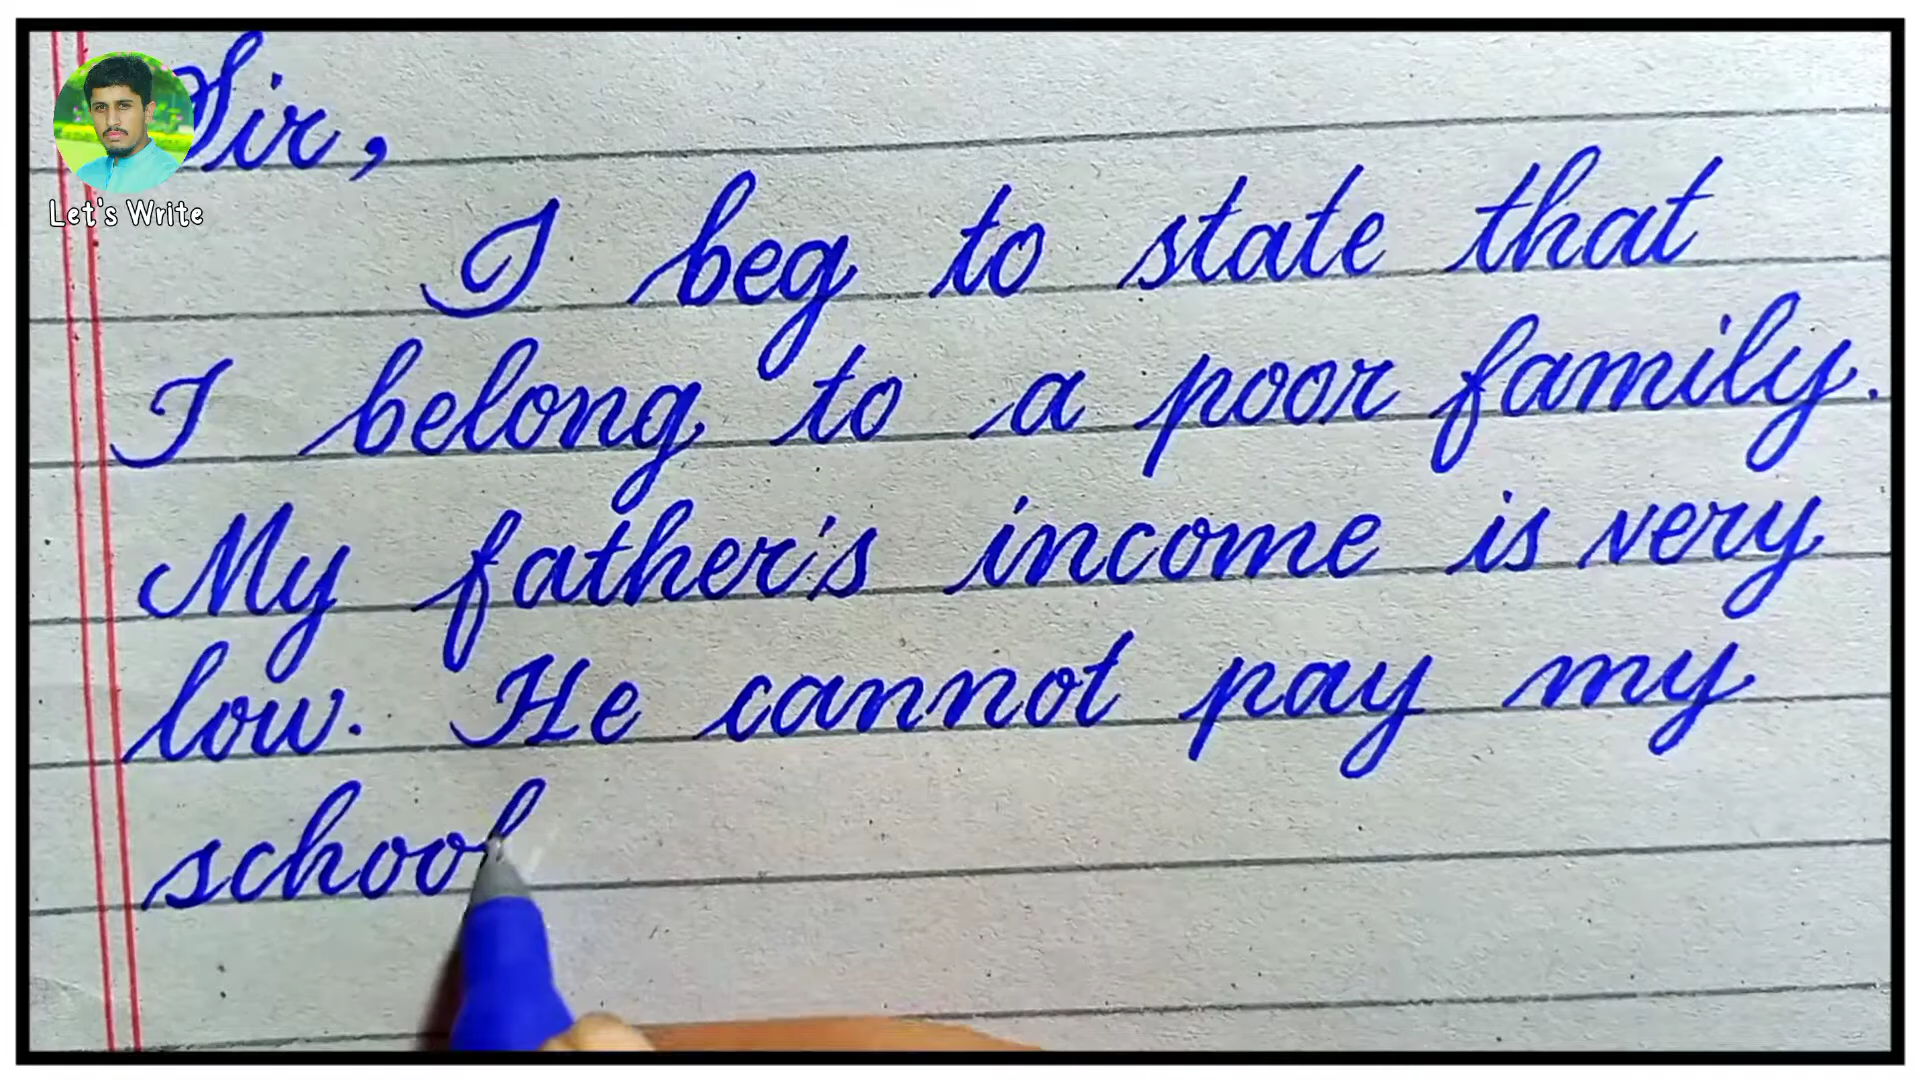 Sir,
Let's Write
I beg to state that
I belong to a poor family.
My father's income is very
low. He cannot pay my
school